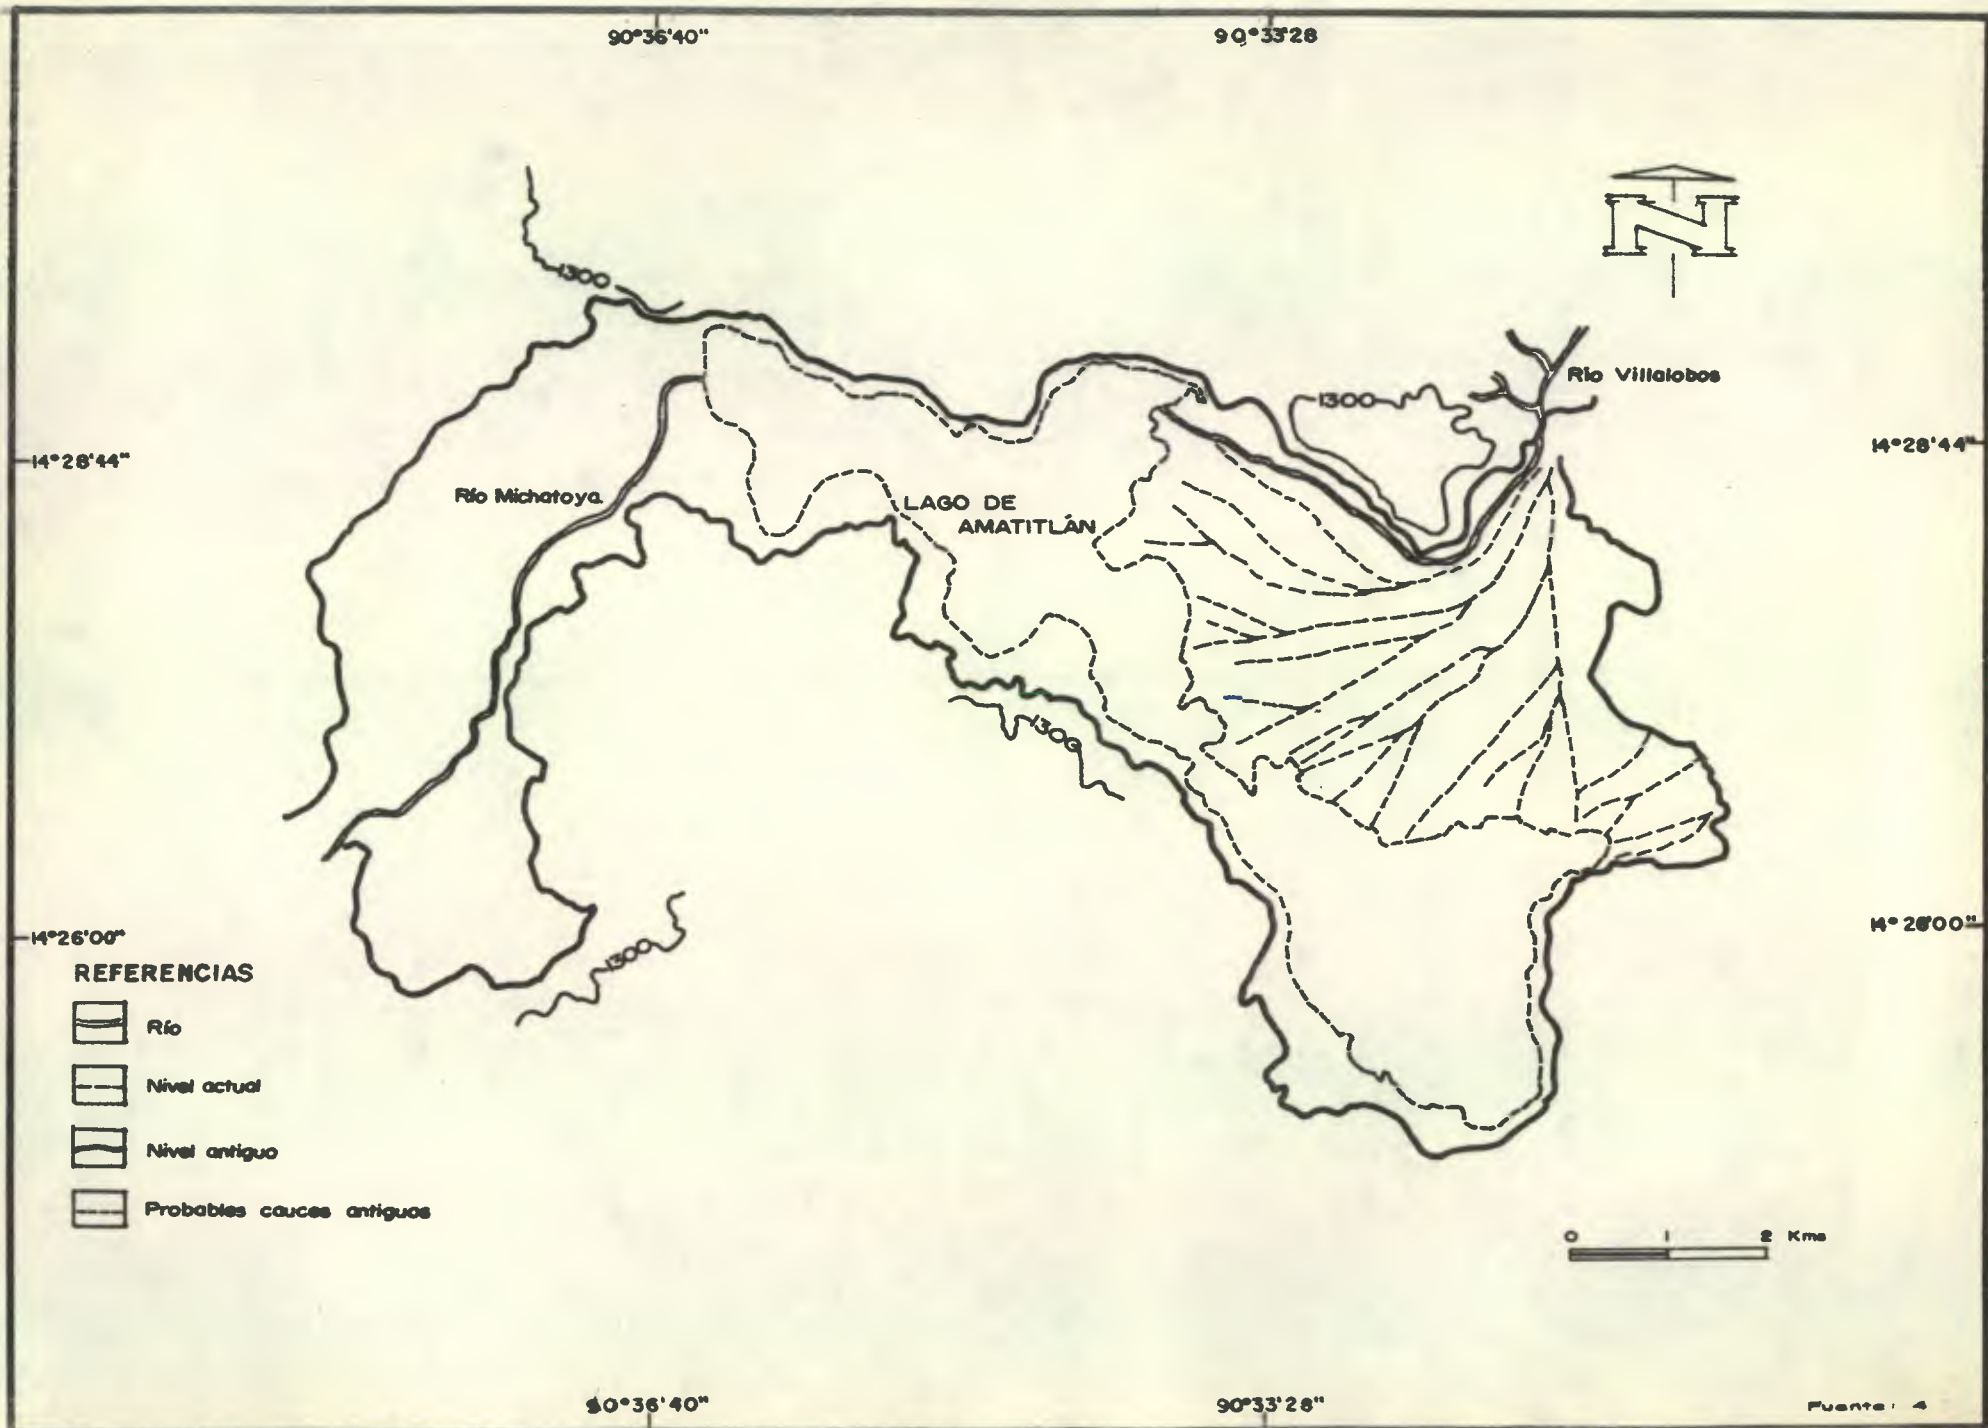 90°36'40"
90°33'28
N
1300
Río Villalobos
1300
14°28'44"
14°28'44"
Río Michatoya
LAGO DE
AMATITLÁN
1300
1300
14°26'00"
14°26'00"
REFERENCIAS
Río
Nivel actual
Nivel antiguo
Probables cauces antiguos
0 1 2 Kms
90°36'40"
90°33'28"
Fuente: 4